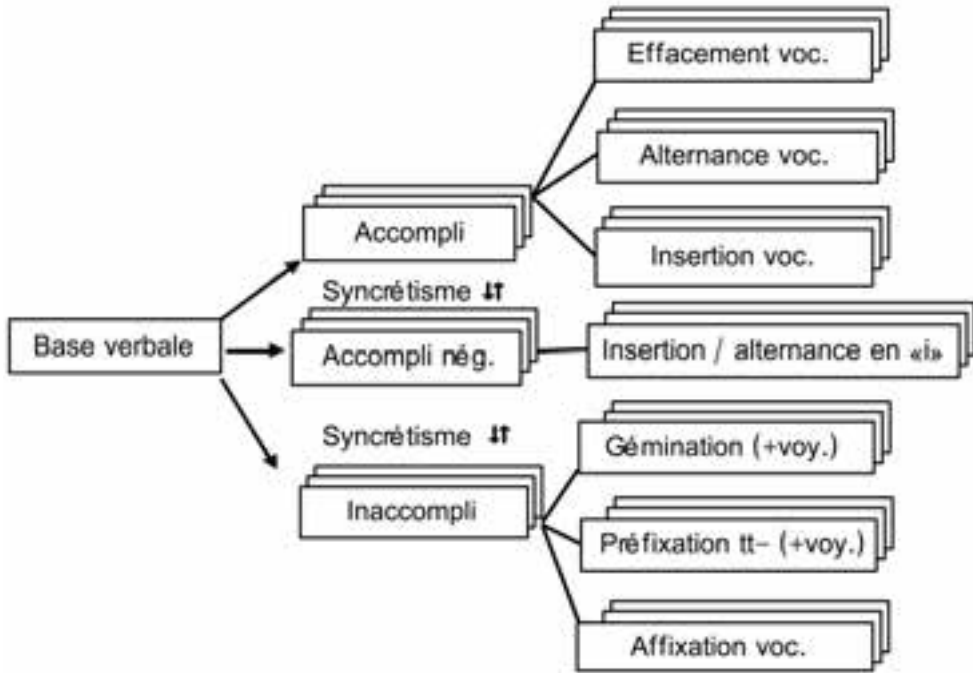 Effacement voc.
Alternance voc.
Accompli
Insertion voc.
Syncrétisme ↓↑
Base verbale
Accompli nég.
Insertion / alternance en «i»
Syncrétisme ↓↑
Gémination (+voy.)
Inaccompli
Préfixation tt- (+voy.)
Affixation voc.